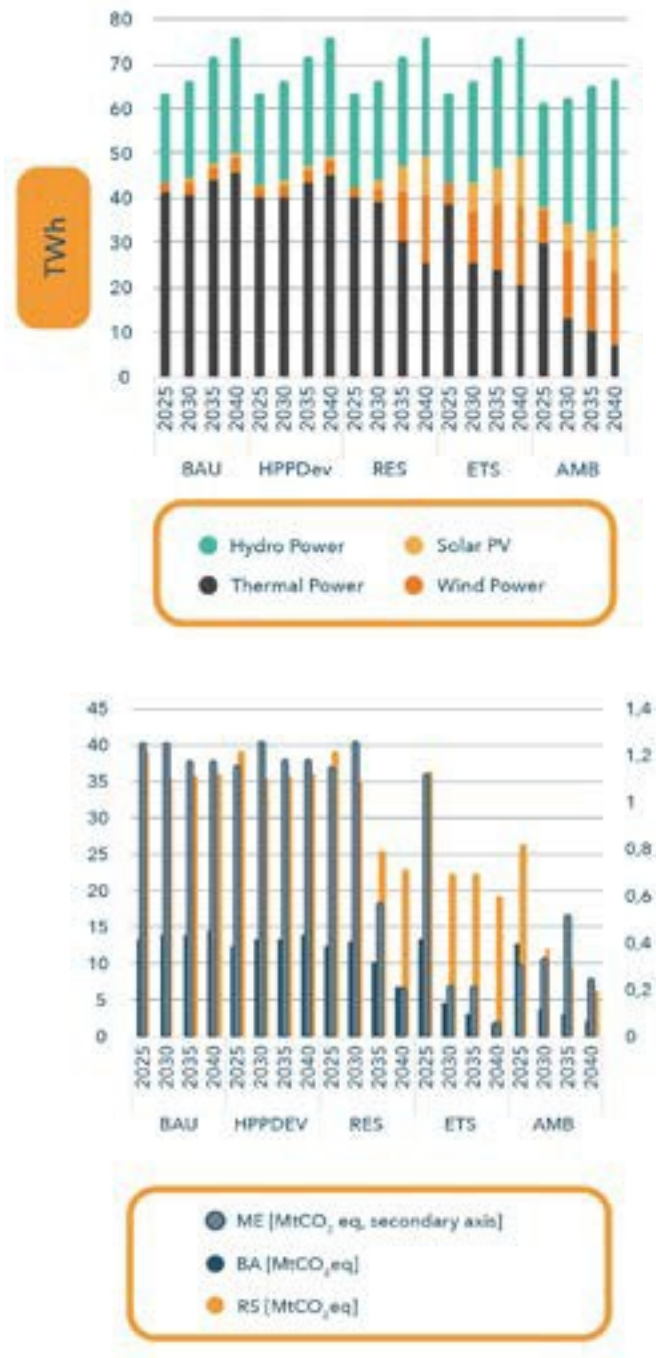 80
70
60
50
40
30
20
10
0
TWh
2025 2030 2035 2040 2025 2030 2035 2040 2025 2030 2035 2040 2025 2030 2035 2040 2025 2030 2035 2040
BAU HPPDev RES ETS AMB
Hydro Power Solar PV
Thermal Power Wind Power
45 1,4
40 1,2
35 1
30 0,8
25 0,6
20 0,4
15 0,2
10 0
5
0
2025 2030 2035 2040 2025 2030 2035 2040 2025 2030 2035 2040 2025 2030 2035 2040 2025 2030 2035 2040
BAU HPPDEV RES ETS AMB
ME [MtCO₂ eq, secondary axis]
BA [MtCO₂eq]
RS [MtCO₂eq]